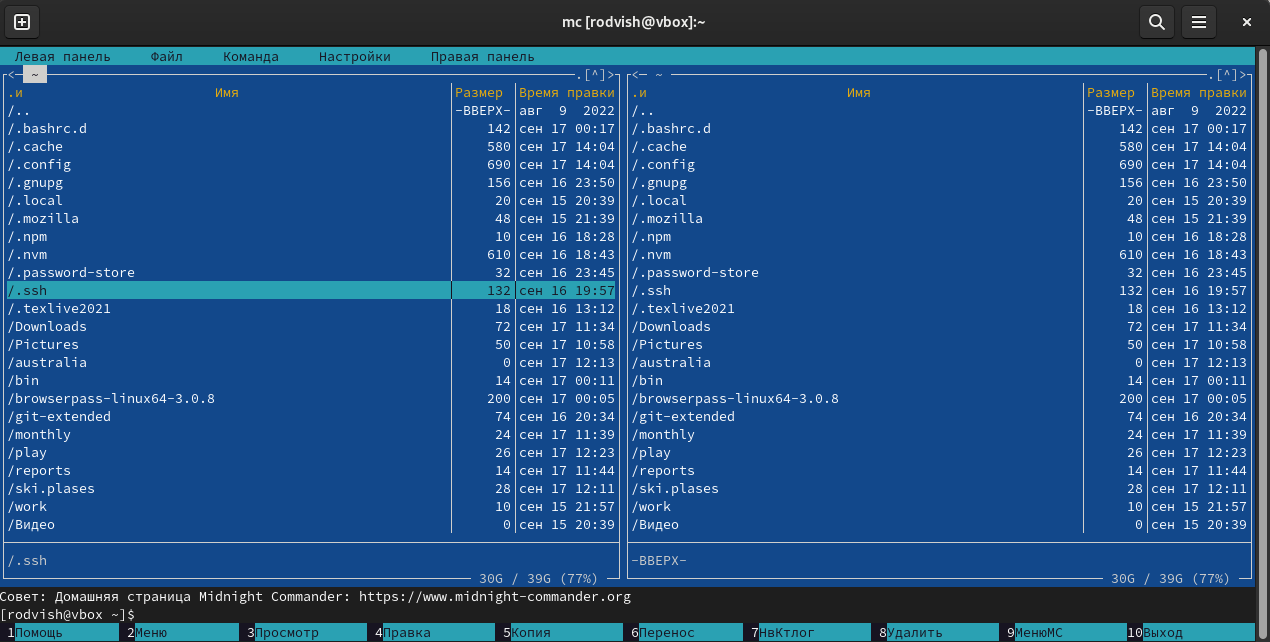 mc [rodvish@vbox]:~
Левая панель Файл Команда Настройки Правая панель
<─ ~ .[^]> <─ ~ .[^]>
.и Имя Размер Время правки .и Имя Размер Время правки
/.. -ВВЕРХ- авг 9 2022 /.. -ВВЕРХ- авг 9 2022
/.bashrc.d 142 сен 17 00:17 /.bashrc.d 142 сен 17 00:17
/.cache 580 сен 17 14:04 /.cache 580 сен 17 14:04
/.config 690 сен 17 14:04 /.config 690 сен 17 14:04
/.gnupg 156 сен 16 23:50 /.gnupg 156 сен 16 23:50
/.local 20 сен 15 20:39 /.local 20 сен 15 20:39
/.mozilla 48 сен 15 21:39 /.mozilla 48 сен 15 21:39
/.npm 10 сен 16 18:28 /.npm 10 сен 16 18:28
/.nvm 610 сен 16 18:43 /.nvm 610 сен 16 18:43
/.password-store 32 сен 16 23:45 /.password-store 32 сен 16 23:45
/.ssh 132 сен 16 19:57 /.ssh 132 сен 16 19:57
/.texlive2021 18 сен 16 13:12 /.texlive2021 18 сен 16 13:12
/Downloads 72 сен 17 11:34 /Downloads 72 сен 17 11:34
/Pictures 50 сен 17 10:58 /Pictures 50 сен 17 10:58
/australia 0 сен 17 12:13 /australia 0 сен 17 12:13
/bin 14 сен 17 00:11 /bin 14 сен 17 00:11
/browserpass-linux64-3.0.8 200 сен 17 00:05 /browserpass-linux64-3.0.8 200 сен 17 00:05
/git-extended 74 сен 16 20:34 /git-extended 74 сен 16 20:34
/monthly 24 сен 17 11:39 /monthly 24 сен 17 11:39
/play 26 сен 17 12:23 /play 26 сен 17 12:23
/reports 14 сен 17 11:44 /reports 14 сен 17 11:44
/ski.plases 28 сен 17 12:11 /ski.plases 28 сен 17 12:11
/work 10 сен 15 21:57 /work 10 сен 15 21:57
/Видео 0 сен 15 20:39 /Видео 0 сен 15 20:39
/.ssh -ВВЕРХ-
30G / 39G (77%) 30G / 39G (77%)
Совет: Домашняя страница Midnight Commander: https://www.midnight-commander.org
[rodvish@vbox ~]$
1Помощь 2Меню 3Просмотр 4Правка 5Копия 6Перенос 7НвКтлог 8Удалить 9МенюМС 10Выход